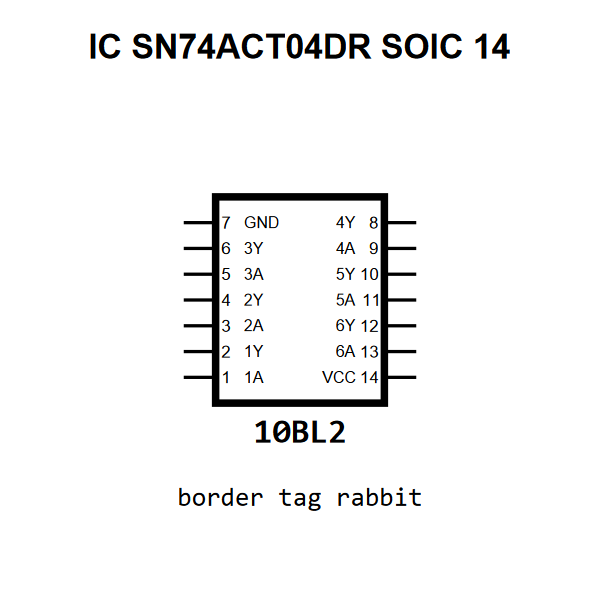 IC SN74ACT04DR SOIC 14
7 GND 4Y 8
6 3Y 4A 9
5 3A 5Y 10
4 2Y 5A 11
3 2A 6Y 12
2 1Y 6A 13
1 1A VCC 14
10BL2
border tag rabbit